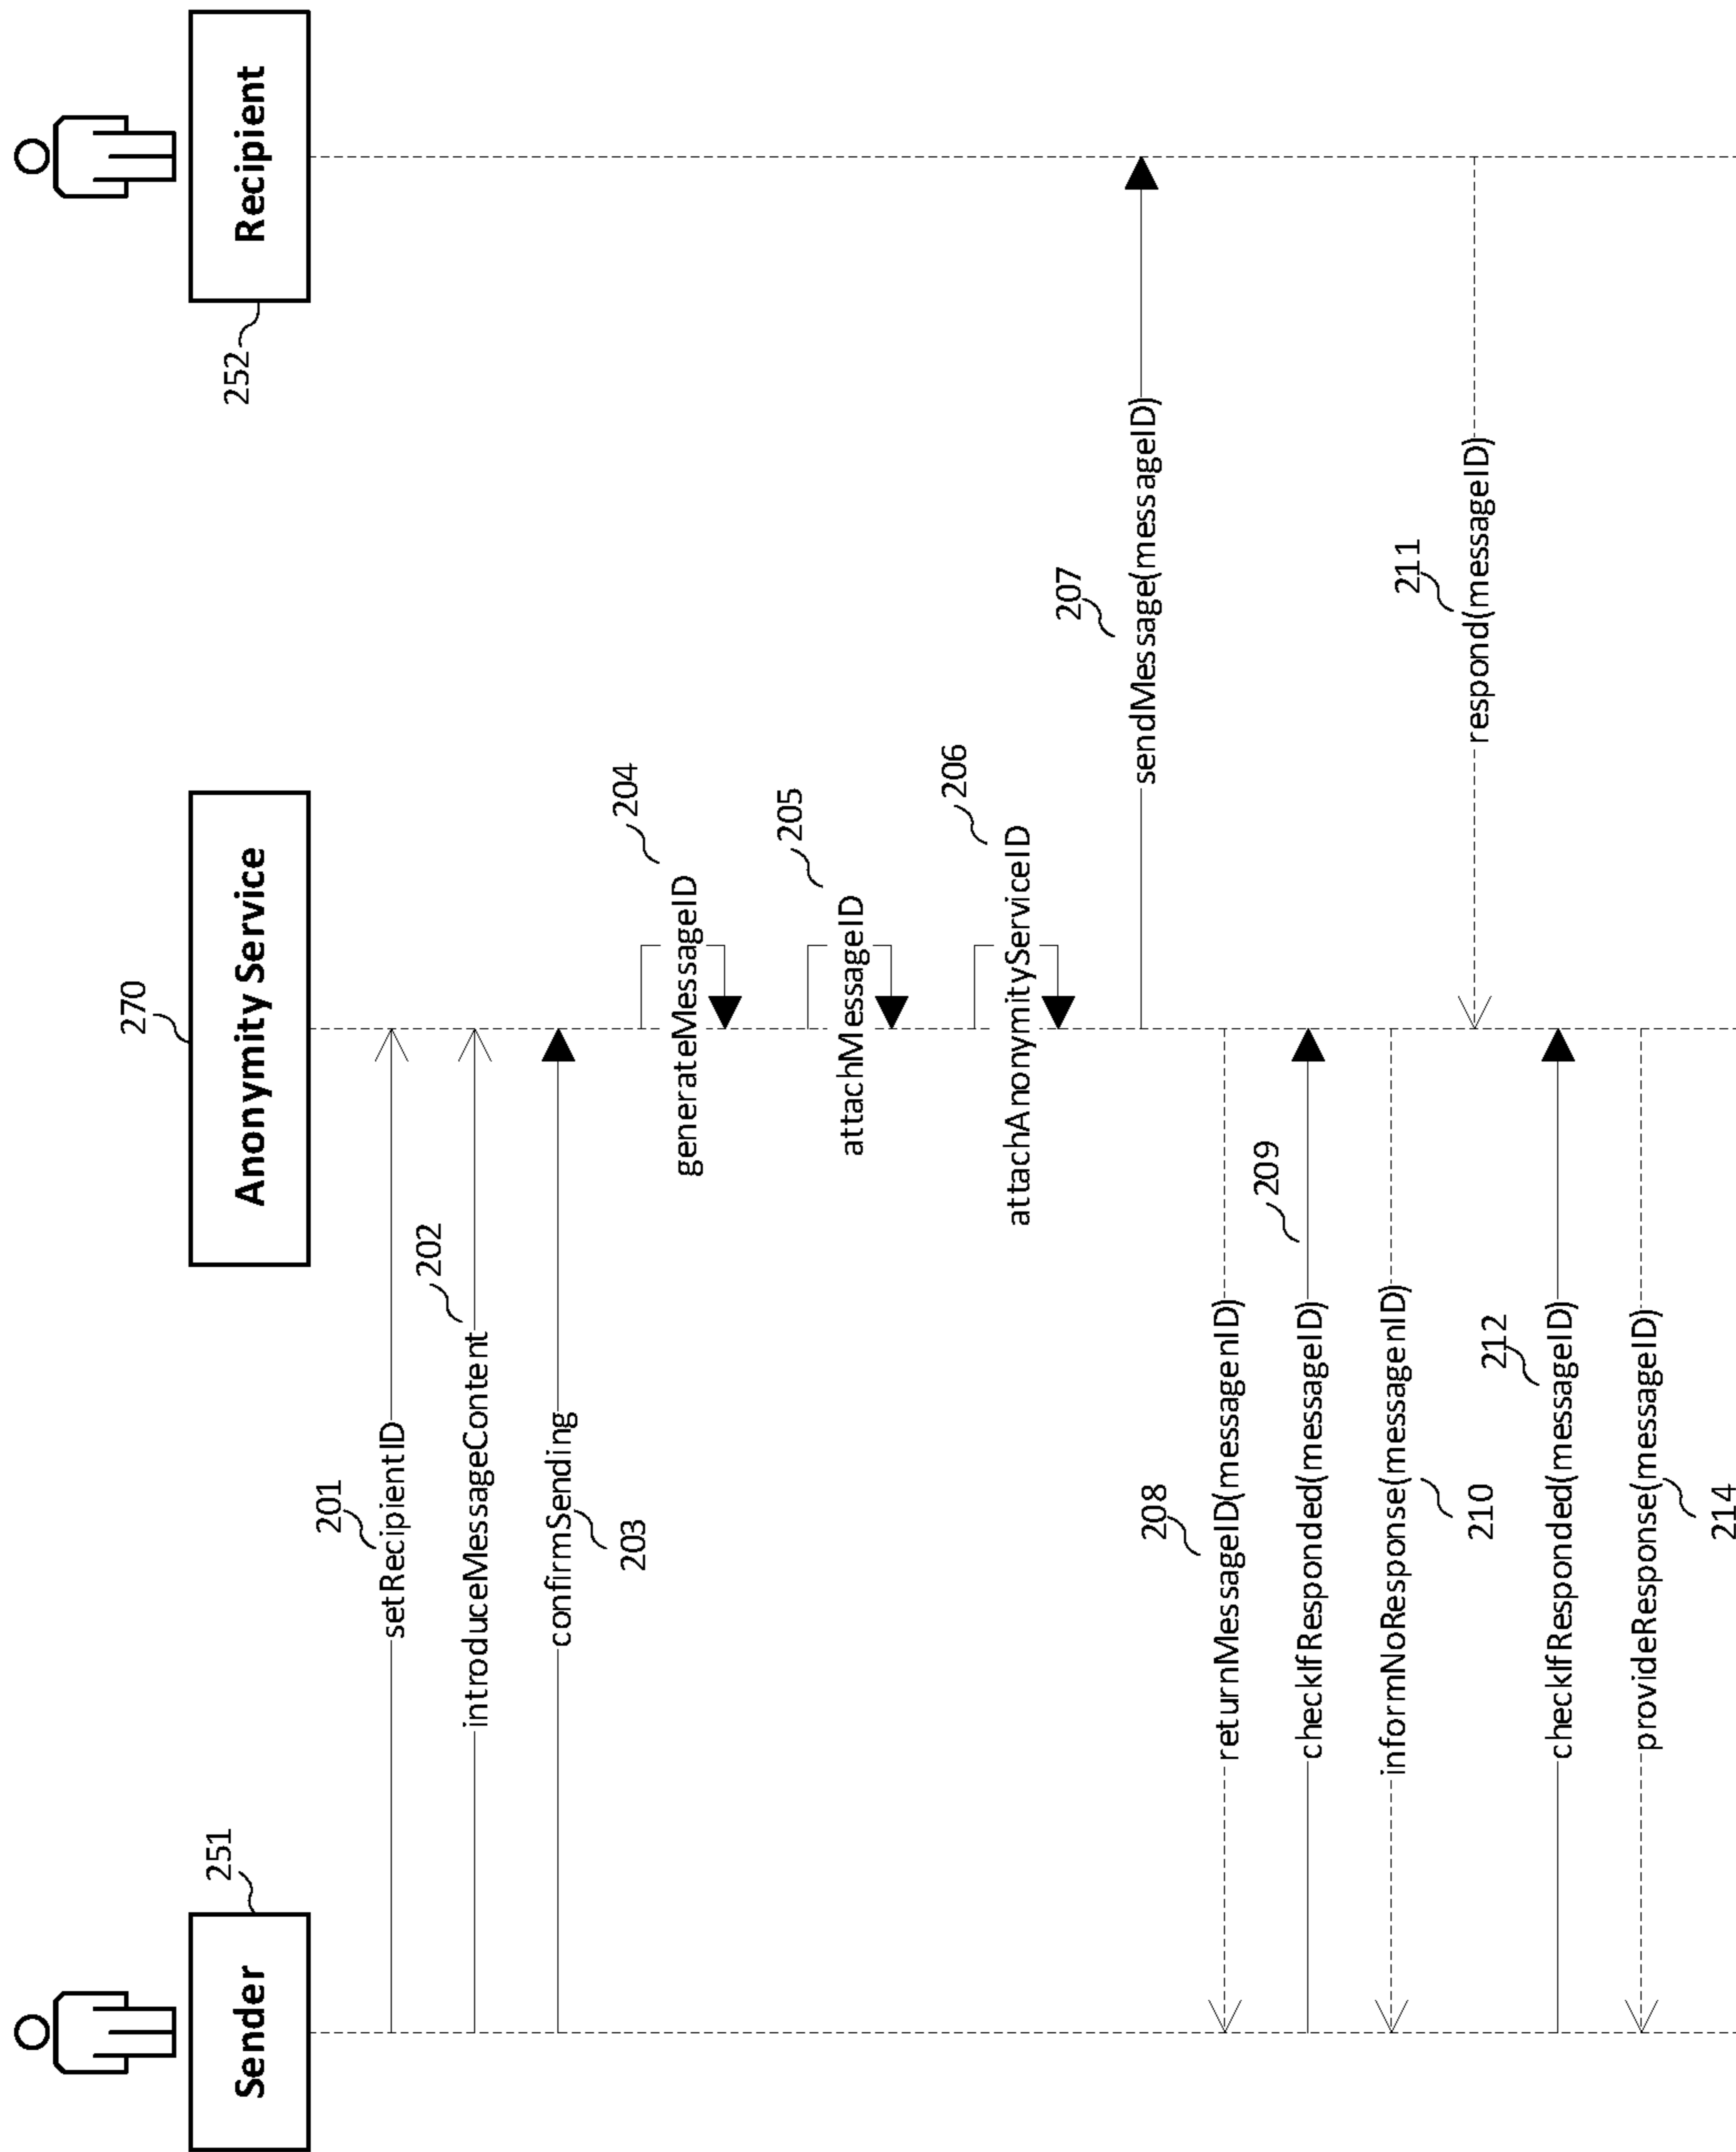 Sender
251
Anonymity Service
270
Recipient
252
201
setRecipientID
202
introduceMessageContent
confirmSending
203
204
generateMessageID
205
attachMessageID
206
attachAnonymityServiceID
207
sendMessage(messageID)
208
returnMessageID(messagenID)
209
checkIfResponded(messageID)
informNoResponse(messagenID)
210
211
respond(messageID)
212
checkIfResponded(messageID)
provideResponse(messageID)
214